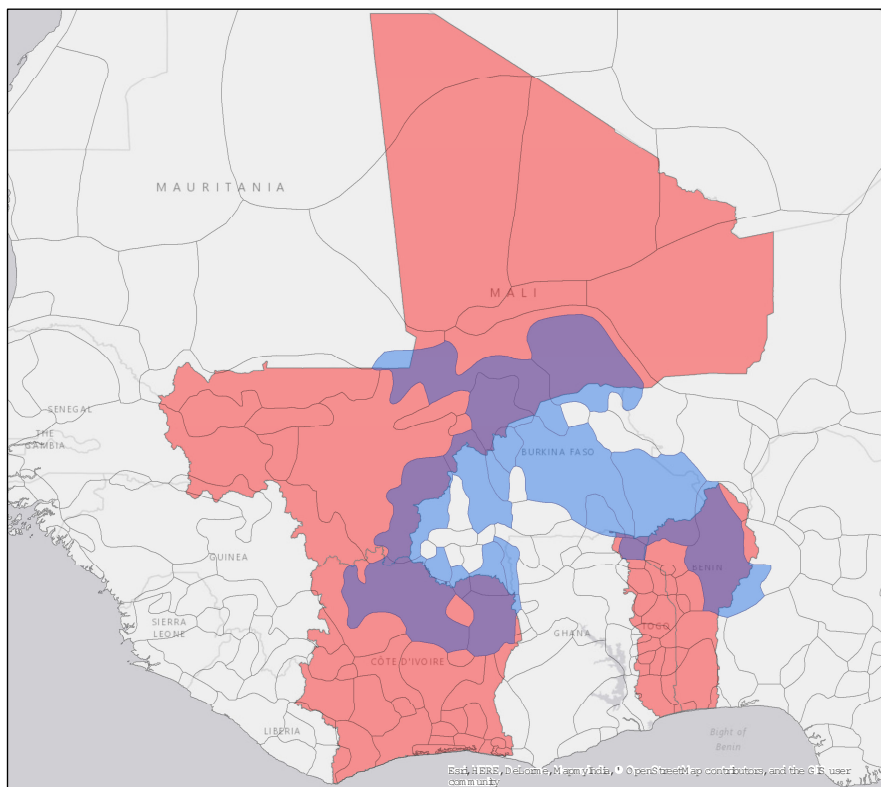 MAURITANIA
MALI
SENEGAL
THE
GAMBIA
BURKINA FASO
GUINEA
BENIN
SIERRA
LEONE
GHANA
TOGO
CÔTE D'IVOIRE
LIBERIA
Bight of
Benin
Esri, HERE, DeLorme, MapmyIndia, © OpenStreetMap contributors, and the GIS user
community